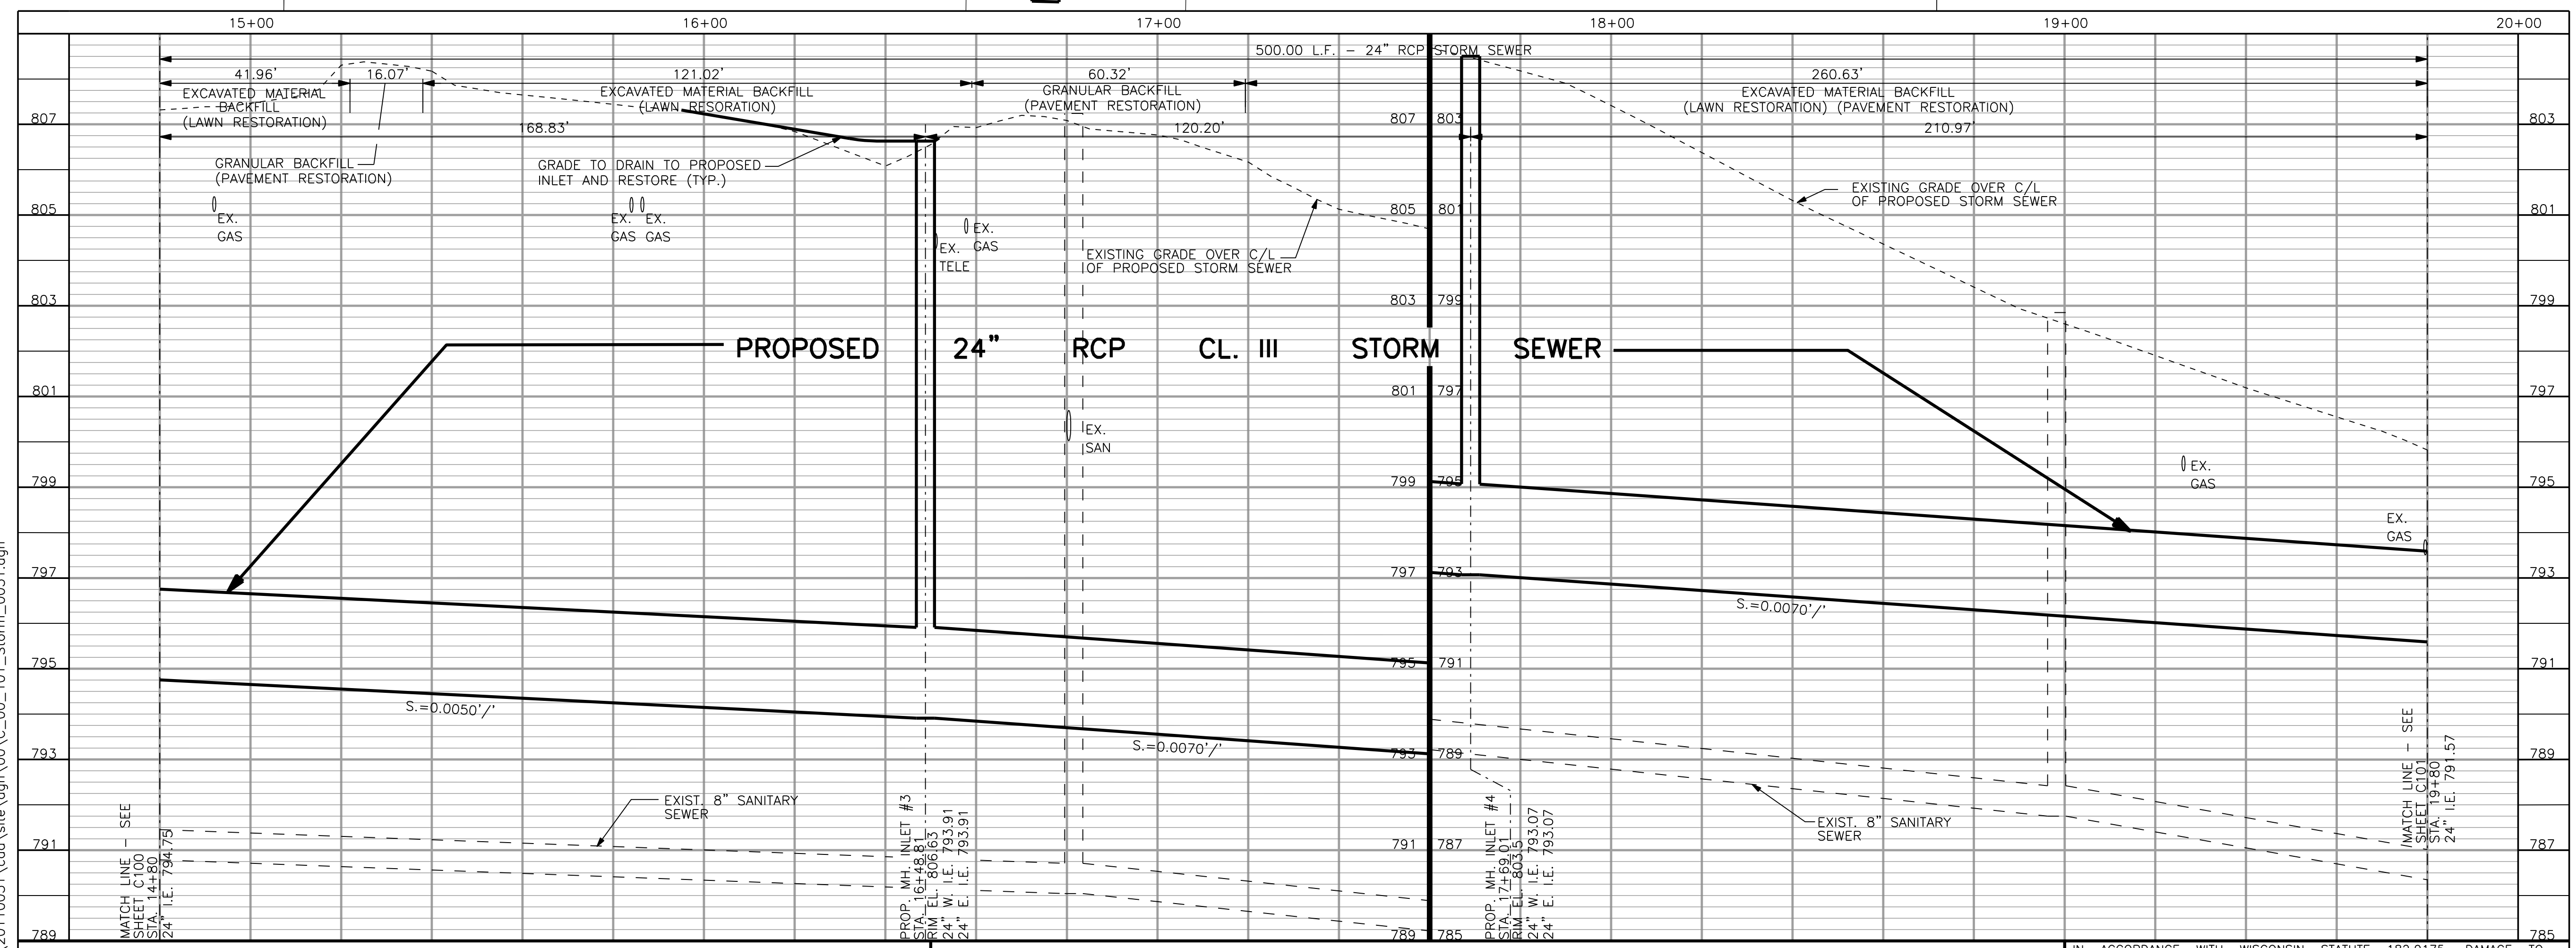 15+00 16+00 17+00 18+00 19+00 20+00
500.00 L.F. - 24" RCP STORM SEWER
41.96' 16.07' 121.02' 60.32' 260.63'
EXCAVATED MATERIAL
BACKFILL
(LAWN RESTORATION)
EXCAVATED MATERIAL BACKFILL
(LAWN RESORATION)
GRANULAR BACKFILL
(PAVEMENT RESTORATION)
EXCAVATED MATERIAL BACKFILL
(LAWN RESTORATION) (PAVEMENT RESTORATION)
807 807 803 803
168.83' 120.20' 210.97'
GRANULAR BACKFILL
(PAVEMENT RESTORATION)
GRADE TO DRAIN TO PROPOSED
INLET AND RESTORE (TYP.)
EXISTING GRADE OVER C/L
OF PROPOSED STORM SEWER
805 805 801 801
EX.
GAS
EX. EX.
GAS GAS
EX.
GAS
EX.
TELE
EXISTING GRADE OVER C/L
OF PROPOSED STORM SEWER
803 803 799 799
PROPOSED 24" RCP CL. III STORM SEWER
801 801 797 797
EX.
SAN
EX.
GAS
799 799 795 795
EX.
GAS
797 797 793 793
S.=0.0070'/'
795 795 791 791
S.=0.0050'/'
S.=0.0070'/'
793 793 789 789
EXIST. 8" SANITARY
SEWER
EXIST. 8" SANITARY
SEWER
791 791 787 787
MATCH LINE - SEE
SHEET C100
STA. 14+80
24" I.E. 794.75
PROP. MH. INLET #3
STA. 16+48.81
RIM EL. 806.63
24" W. I.E. 793.91
24" E. I.E. 793.91
PROP. MH. INLET #4
STA. 17+69.01
RIM EL. 803.5
24" W. I.E. 793.07
24" E. I.E. 793.07
MATCH LINE - SEE
SHEET C101
STA. 19+80
24" I.E. 791.57
789 789 785 785
IN ACCORDANCE WITH WISCONSIN STATUTE 182.0175, DAMAGE TO